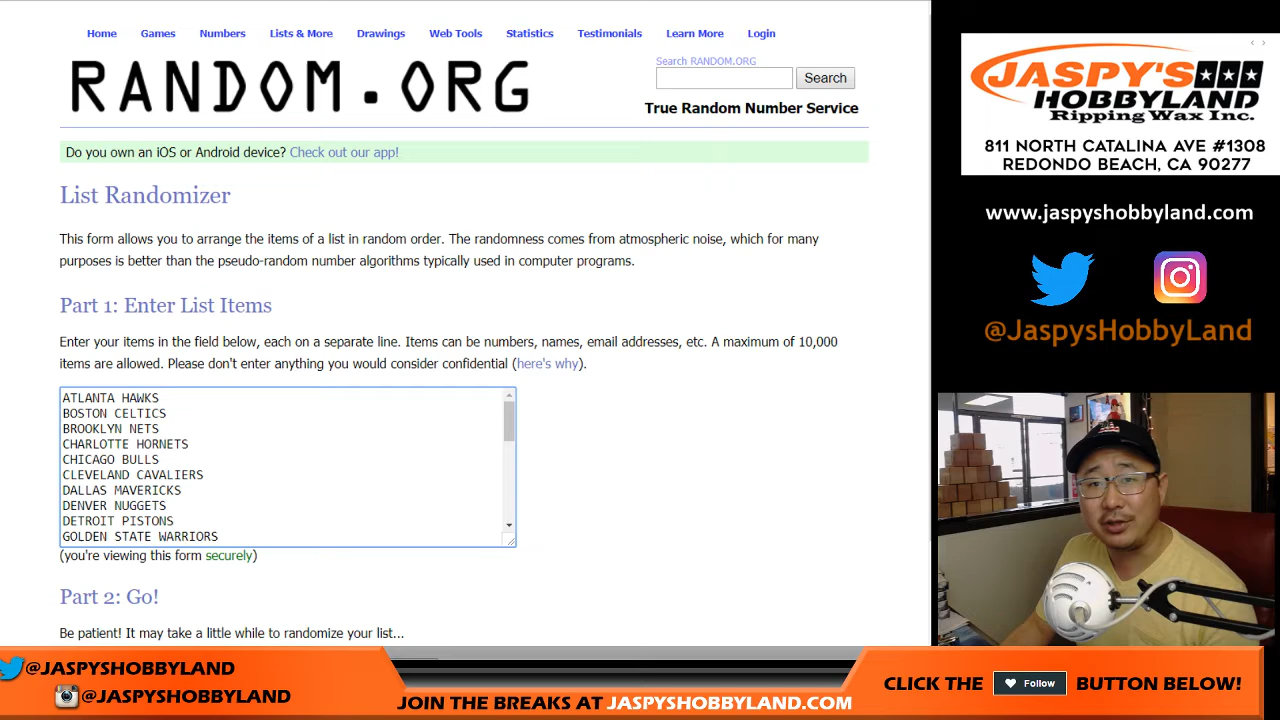 Home Games Numbers Lists & More Drawings Web Tools Statistics Testimonials Learn More Login
RANDOM.ORG
Search RANDOM.ORG
Search
True Random Number Service
Do you own an iOS or Android device? Check out our app!
List Randomizer
This form allows you to arrange the items of a list in random order. The randomness comes from atmospheric noise, which for many
purposes is better than the pseudo-random number algorithms typically used in computer programs.
Part 1: Enter List Items
Enter your items in the field below, each on a separate line. Items can be numbers, names, email addresses, etc. A maximum of 10,000
items are allowed. Please don't enter anything you would consider confidential (here's why).
ATLANTA HAWKS
BOSTON CELTICS
BROOKLYN NETS
CHARLOTTE HORNETS
CHICAGO BULLS
CLEVELAND CAVALIERS
DALLAS MAVERICKS
DENVER NUGGETS
DETROIT PISTONS
GOLDEN STATE WARRIORS
(you're viewing this form securely)
Part 2: Go!
Be patient! It may take a little while to randomize your list...
JASPY'S
HOBBYLAND
Ripping Wax Inc.
811 NORTH CATALINA AVE #1308
REDONDO BEACH, CA 90277
www.jaspyshobbyland.com
@JaspysHobbyLand
@JASPYSHOBBYLAND
@JASPYSHOBBYLAND
JOIN THE BREAKS AT JASPYSHOBBYLAND.COM
CLICK THE Follow BUTTON BELOW!